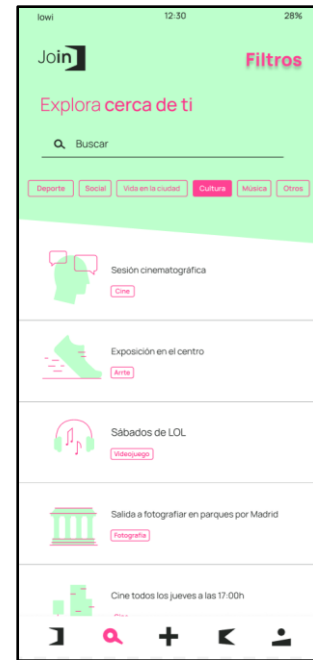 lowi 12:30 28%
Join
Filtros
Explora cerca de ti
Buscar
Deporte Social Vida en la ciudad Cultura Música Otros
Sesión cinematográfica
Cine
Exposición en el centro
Arrte
Sábados de LOL
Videojuego
Salida a fotografiar en parques por Madrid
Fotografía
Cine todos los jueves a las 17:00h